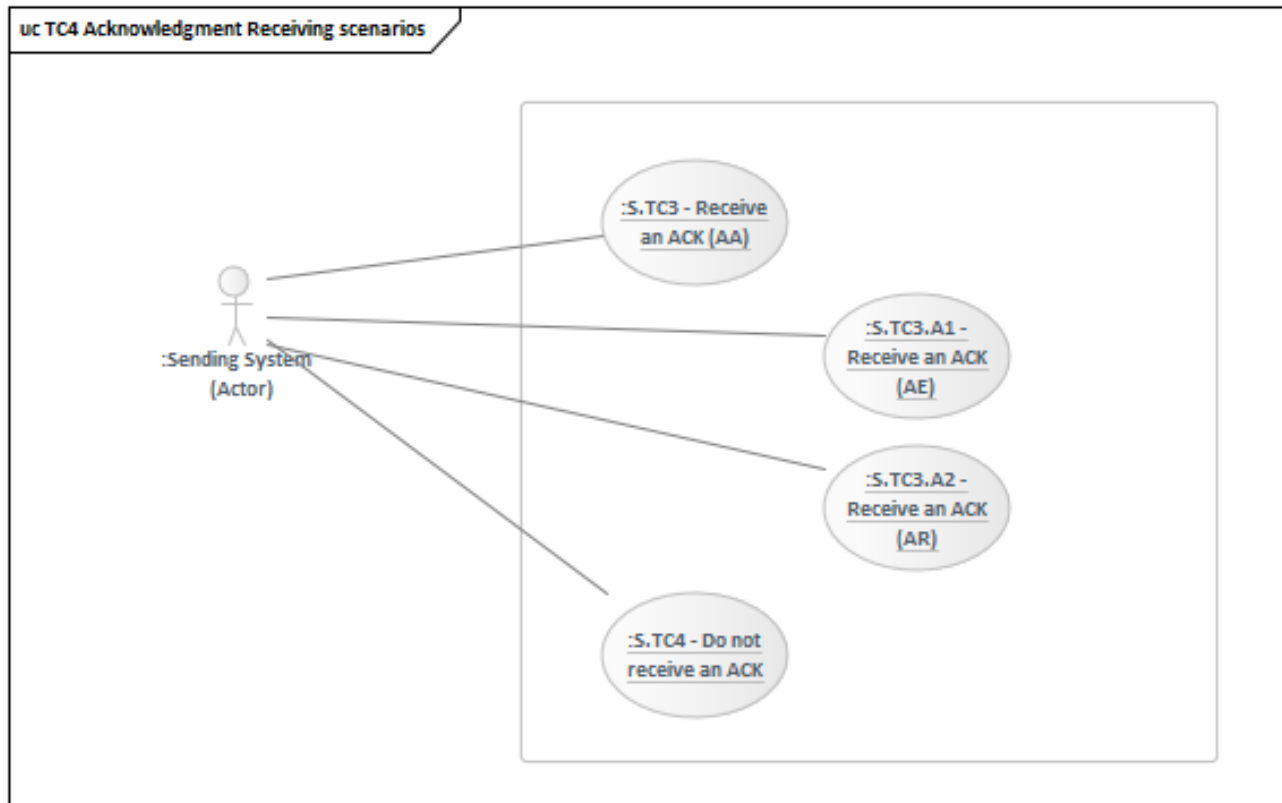 uc TC4 Acknowledgment Receiving scenarios
:S.TC3 - Receive
an ACK (AA)
:Sending System
(Actor)
:S.TC3.A1 -
Receive an ACK
(AE)
:S.TC3.A2 -
Receive an ACK
(AR)
:S.TC4 - Do not
receive an ACK